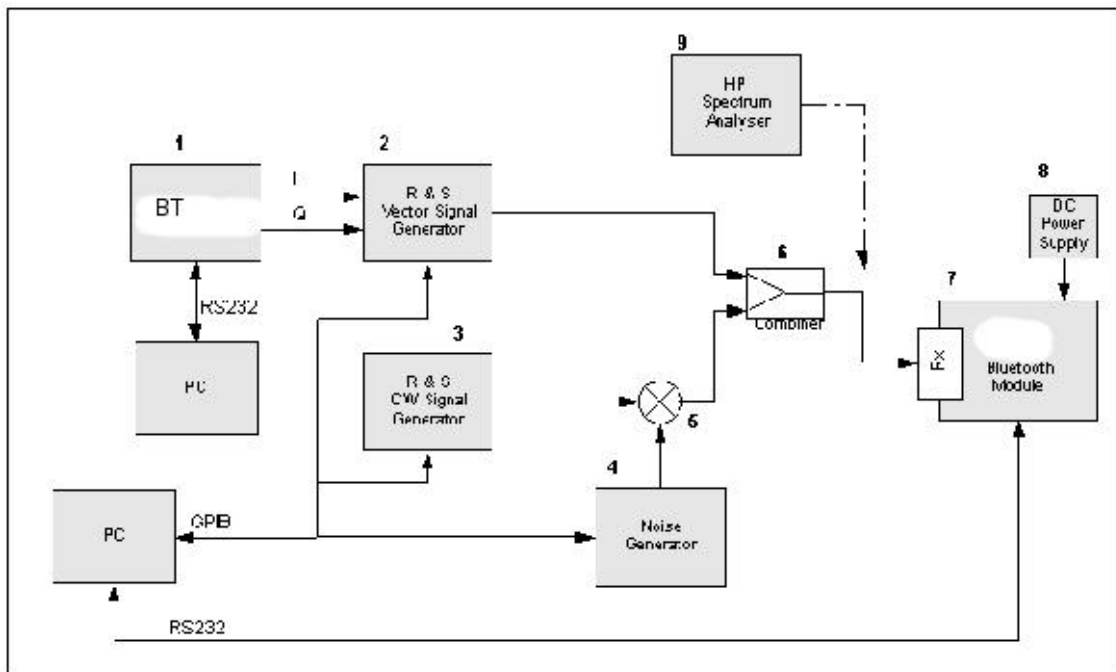 9
HP
Spectrum
Analyser
1
2
BT
I
Q
R & S
Vector Signal
Generator
8
DC
Power
Supply
6
Combiner
7
Rx
Bluetooth
Module
RS232
PC
3
R & S
CW Signal
Generator
5
4
Noise
Generator
PC
GPIB
RS232